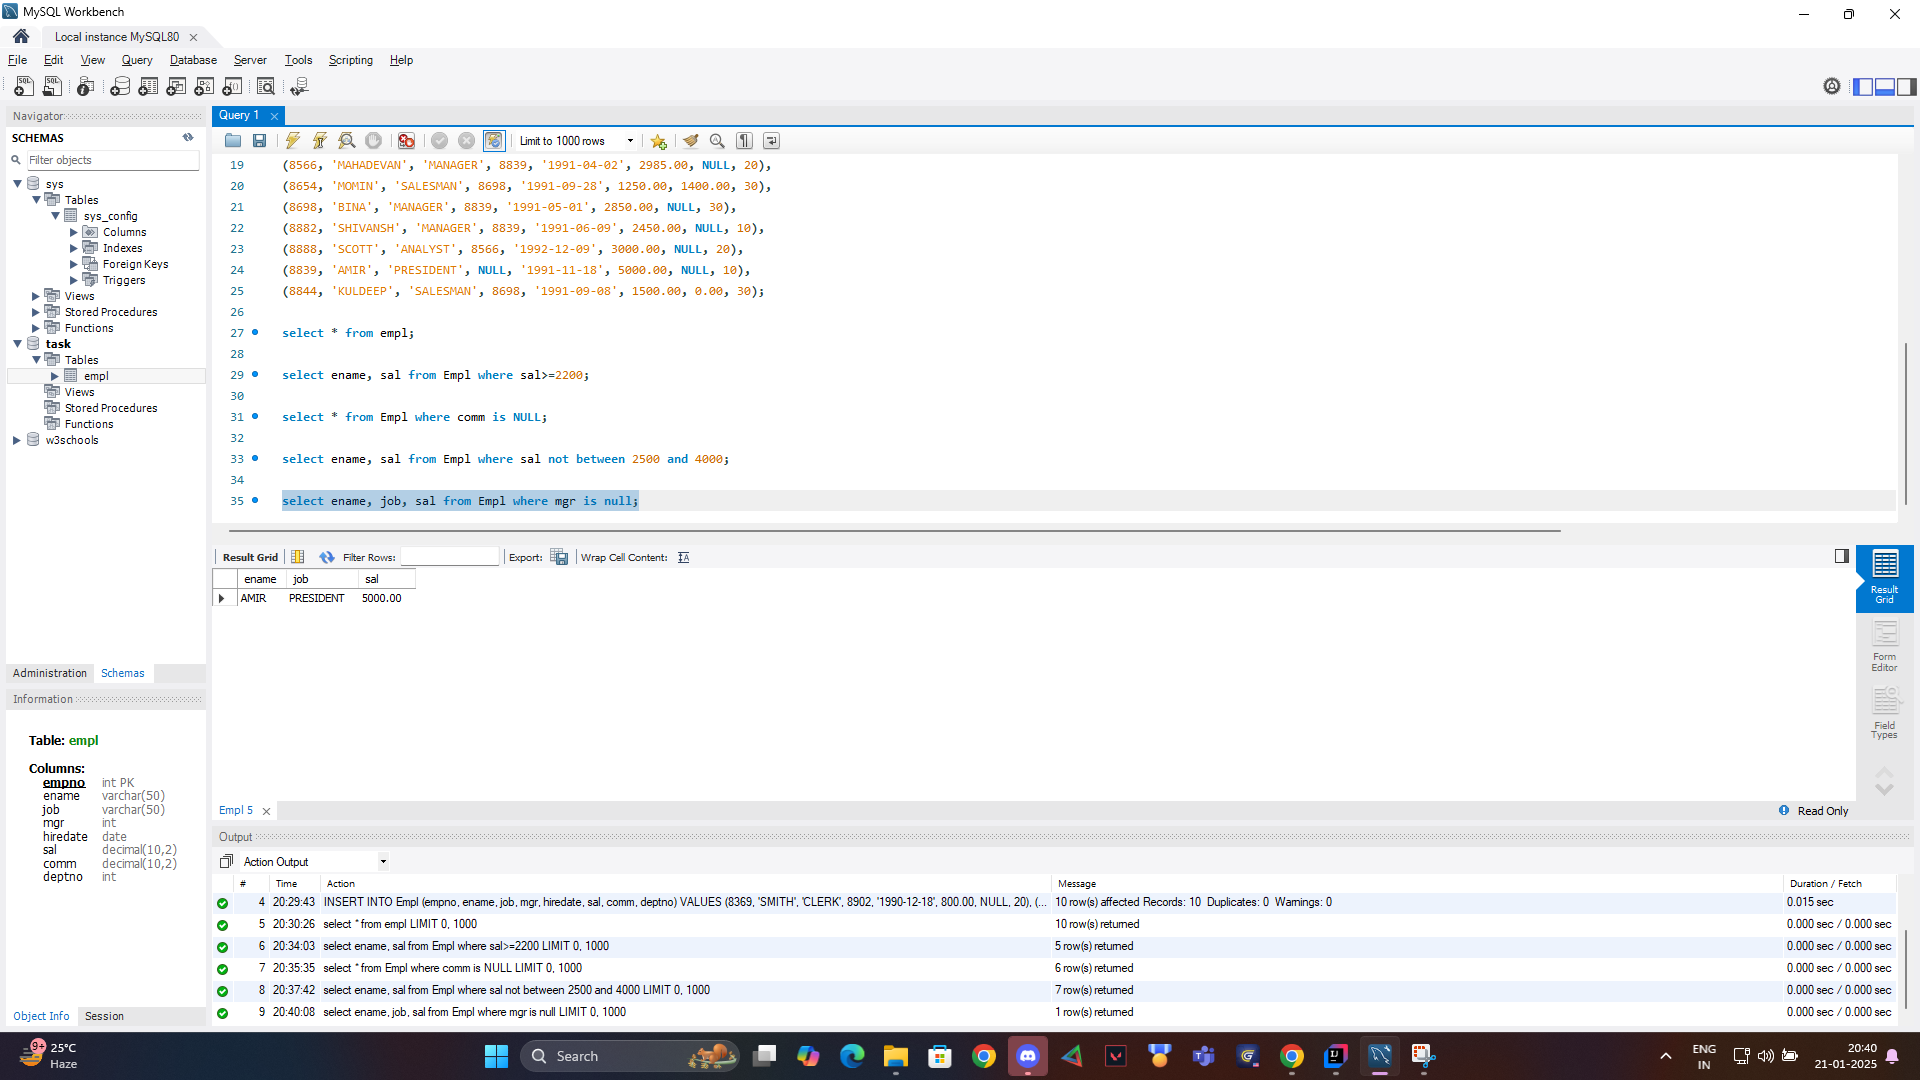 MySQL Workbench
Local instance MySQL80
File Edit View Query Database Server Tools Scripting Help
Navigator
SCHEMAS
Filter objects
sys
Tables
sys_config
Columns
Indexes
Foreign Keys
Triggers
Views
Stored Procedures
Functions
task
Tables
empl
Views
Stored Procedures
Functions
w3schools
Administration Schemas
Information
Table: empl
Columns:
empno int PK
ename varchar(50)
job varchar(50)
mgr int
hiredate date
sal decimal(10,2)
comm decimal(10,2)
deptno int
Object Info Session
Query 1
Limit to 1000 rows
19 (8566, 'MAHADEVAN', 'MANAGER', 8839, '1991-04-02', 2985.00, NULL, 20),
20 (8654, 'MOMIN', 'SALESMAN', 8698, '1991-09-28', 1250.00, 1400.00, 30),
21 (8698, 'BINA', 'MANAGER', 8839, '1991-05-01', 2850.00, NULL, 30),
22 (8882, 'SHIVANSH', 'MANAGER', 8839, '1991-06-09', 2450.00, NULL, 10),
23 (8888, 'SCOTT', 'ANALYST', 8566, '1992-12-09', 3000.00, NULL, 20),
24 (8839, 'AMIR', 'PRESIDENT', NULL, '1991-11-18', 5000.00, NULL, 10),
25 (8844, 'KULDEEP', 'SALESMAN', 8698, '1991-09-08', 1500.00, 0.00, 30);
26
27 select * from empl;
28
29 select ename, sal from Empl where sal>=2200;
30
31 select * from Empl where comm is NULL;
32
33 select ename, sal from Empl where sal not between 2500 and 4000;
34
35 select ename, job, sal from Empl where mgr is null;
Result Grid Filter Rows: Export: Wrap Cell Content:
ename job sal
AMIR PRESIDENT 5000.00
Result Grid
Form Editor
Field Types
Empl 5
Read Only
Output
Action Output
# Time Action Message Duration / Fetch
4 20:29:43 INSERT INTO Empl (empno, ename, job, mgr, hiredate, sal, comm, deptno) VALUES (8369, 'SMITH', 'CLERK', 8902, '1990-12-18', 800.00, NULL, 20), (... 10 row(s) affected Records: 10 Duplicates: 0 Warnings: 0 0.015 sec
5 20:30:26 select * from empl LIMIT 0, 1000 10 row(s) returned 0.000 sec / 0.000 sec
6 20:34:03 select ename, sal from Empl where sal>=2200 LIMIT 0, 1000 5 row(s) returned 0.000 sec / 0.000 sec
7 20:35:35 select * from Empl where comm is NULL LIMIT 0, 1000 6 row(s) returned 0.000 sec / 0.000 sec
8 20:37:42 select ename, sal from Empl where sal not between 2500 and 4000 LIMIT 0, 1000 7 row(s) returned 0.000 sec / 0.000 sec
9 20:40:08 select ename, job, sal from Empl where mgr is null LIMIT 0, 1000 1 row(s) returned 0.000 sec / 0.000 sec
9+
25°C
Haze
Search
ENG
IN
20:40
21-01-2025